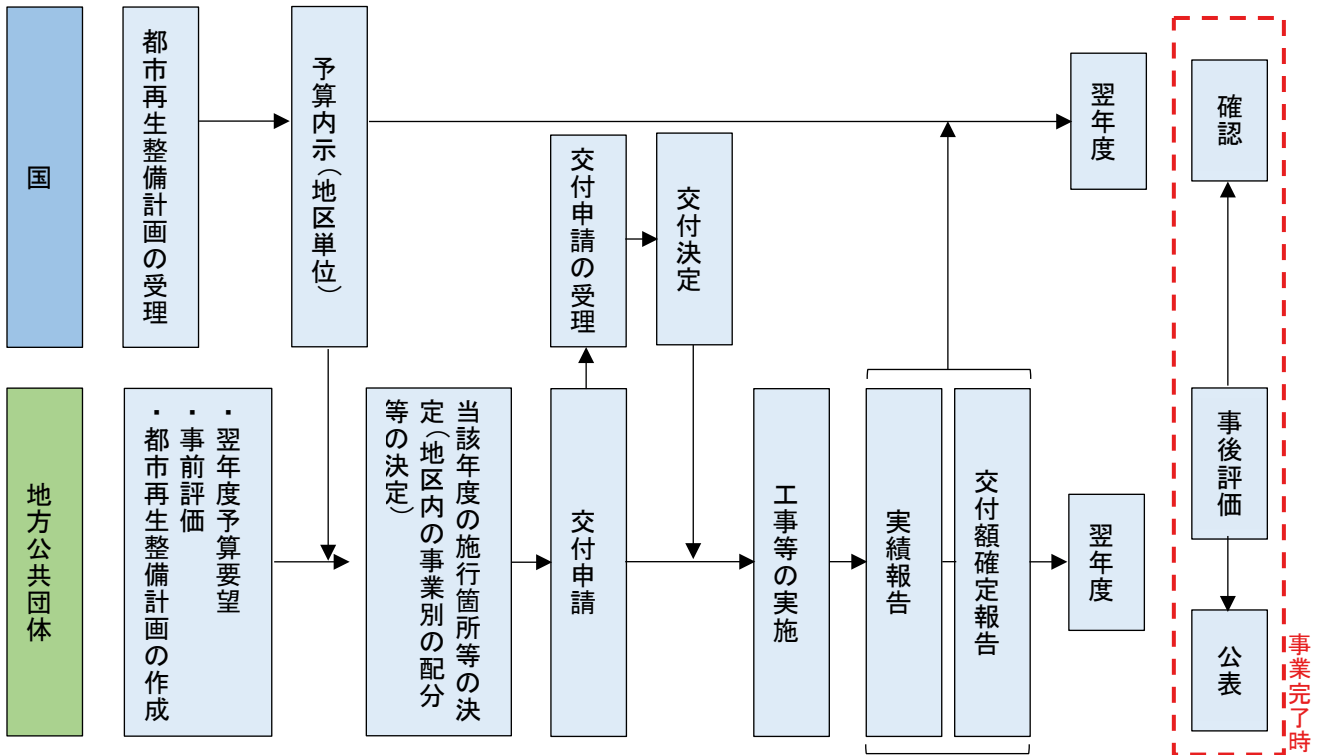 国
都市再生整備計画の受理
予算内示（地区単位）
交付申請の受理
交付決定
翌年度
確認
地方公共団体
・翌年度予算要望
・事前評価
・都市再生整備計画の作成
当該年度の施行箇所等の決
定（地区内の事業別の配分
等の決定）
交付申請
工事等の実施
実績報告
交付額確定報告
翌年度
事後評価
公表
事業完了時